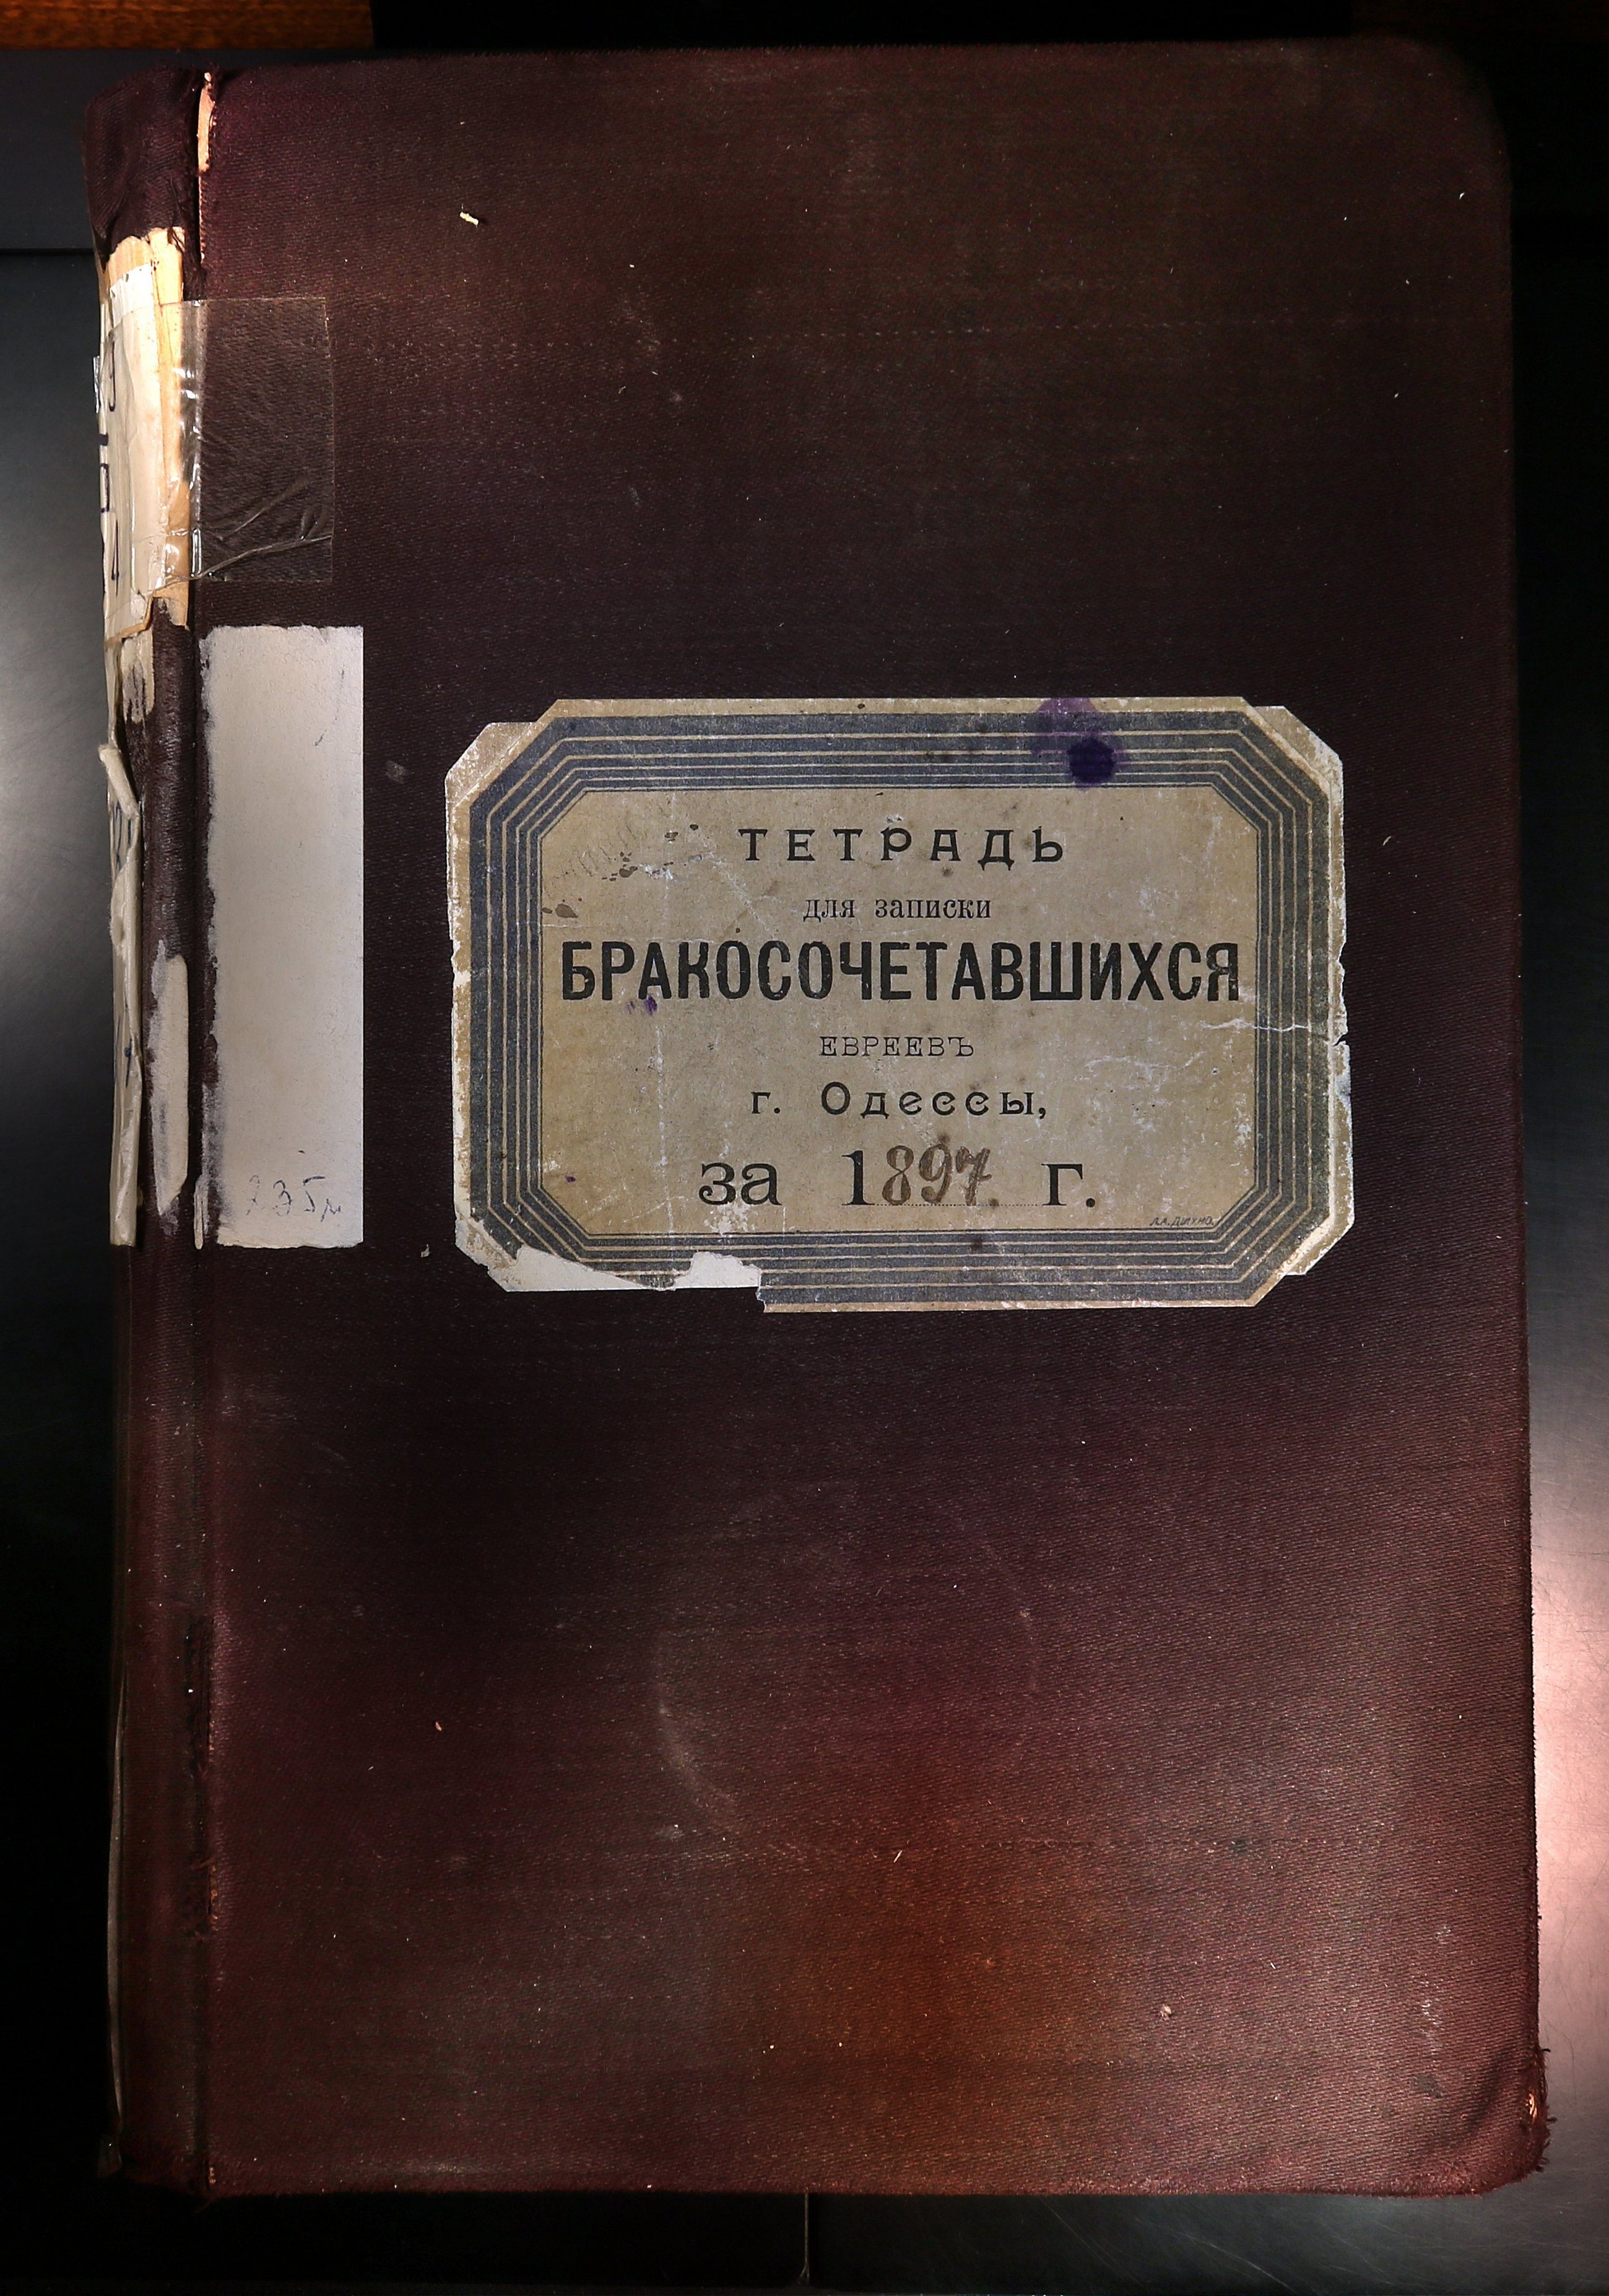 ТЕТРАДЬ
для записки
БРАКОСОЧЕТАВШИХСЯ
ЕВРЕЕВЪ
г. Одессы,
за 1897. г.